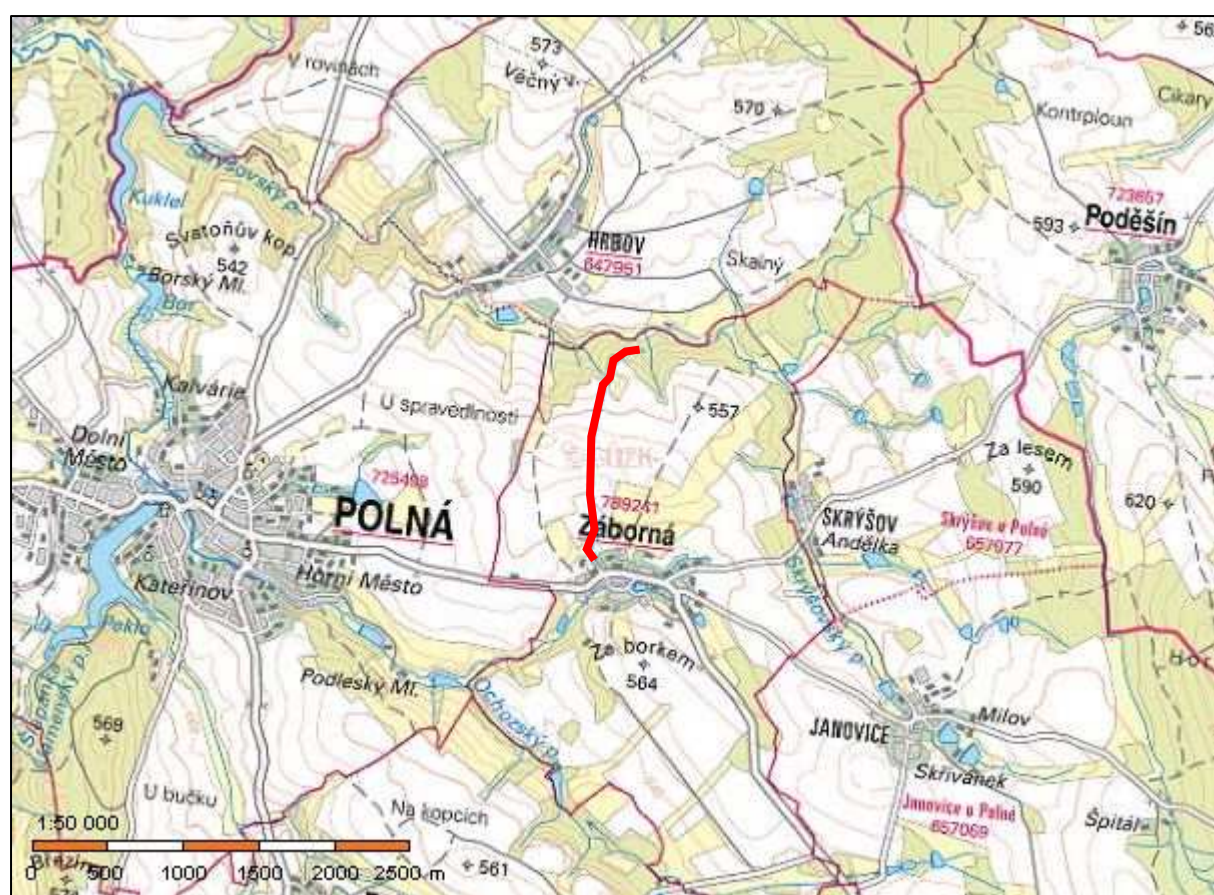 573
V rovinách
Věčný
570
Kontrploun
Cikary
Skrýšovský p.
Kuklel
723657
593
Poděšín
Svatoňův kop.
542
HRBOV
647951
Skalný
Borský Ml.
Bor
Kalvárie
U spravedlnosti
557
Dolní
Město
725498
Za lesem
590
620
POLNÁ
789241
Záborná
SKRÝŠOV
Andělka
Skrýšov u Polné
657077
Kateřinov
Horní Město
Skrýšovský p.
Peklo
Za borkem
564
Podleský Ml.
Ochozský p.
569
Milov
JANOVICE
Skřivánek
U bučku
Na kopcích
Janovice u Polné
657069
Špitál
1:50 000
561
0 500 1000 1500 2000 2500 m